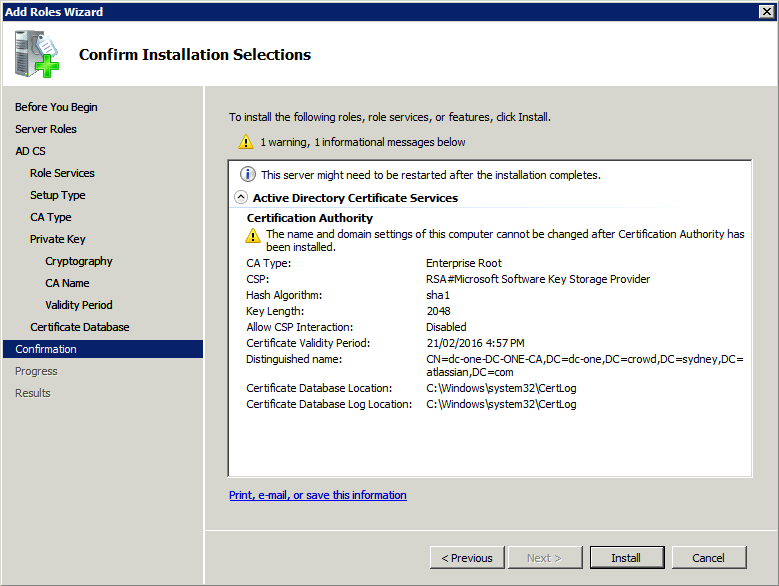 Add Roles Wizard
Confirm Installation Selections
Before You Begin
Server Roles
AD CS
Role Services
Setup Type
CA Type
Private Key
Cryptography
CA Name
Validity Period
Certificate Database
Confirmation
Progress
Results
To install the following roles, role services, or features, click Install.
1 warning, 1 informational messages below
This server might need to be restarted after the installation completes.
Active Directory Certificate Services
Certification Authority
The name and domain settings of this computer cannot be changed after Certification Authority has
been installed.
CA Type: Enterprise Root
CSP: RSA#Microsoft Software Key Storage Provider
Hash Algorithm: sha1
Key Length: 2048
Allow CSP Interaction: Disabled
Certificate Validity Period: 21/02/2016 4:57 PM
Distinguished name: CN=dc-one-DC-ONE-CA,DC=dc-one,DC=crowd,DC=sydney,DC=
atlassian,DC=com
Certificate Database Location: C:\Windows\system32\CertLog
Certificate Database Log Location: C:\Windows\system32\CertLog
Print, e-mail, or save this information
< Previous Next > Install Cancel